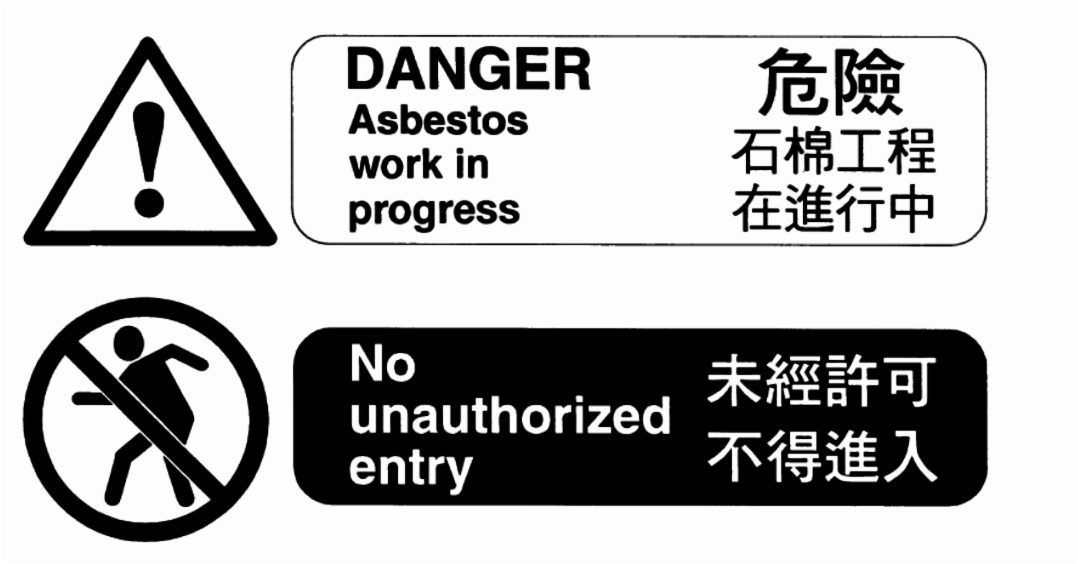 DANGER
Asbestos
work in
progress
危險
石棉工程
在進行中
No
unauthorized
entry
未經許可
不得進入